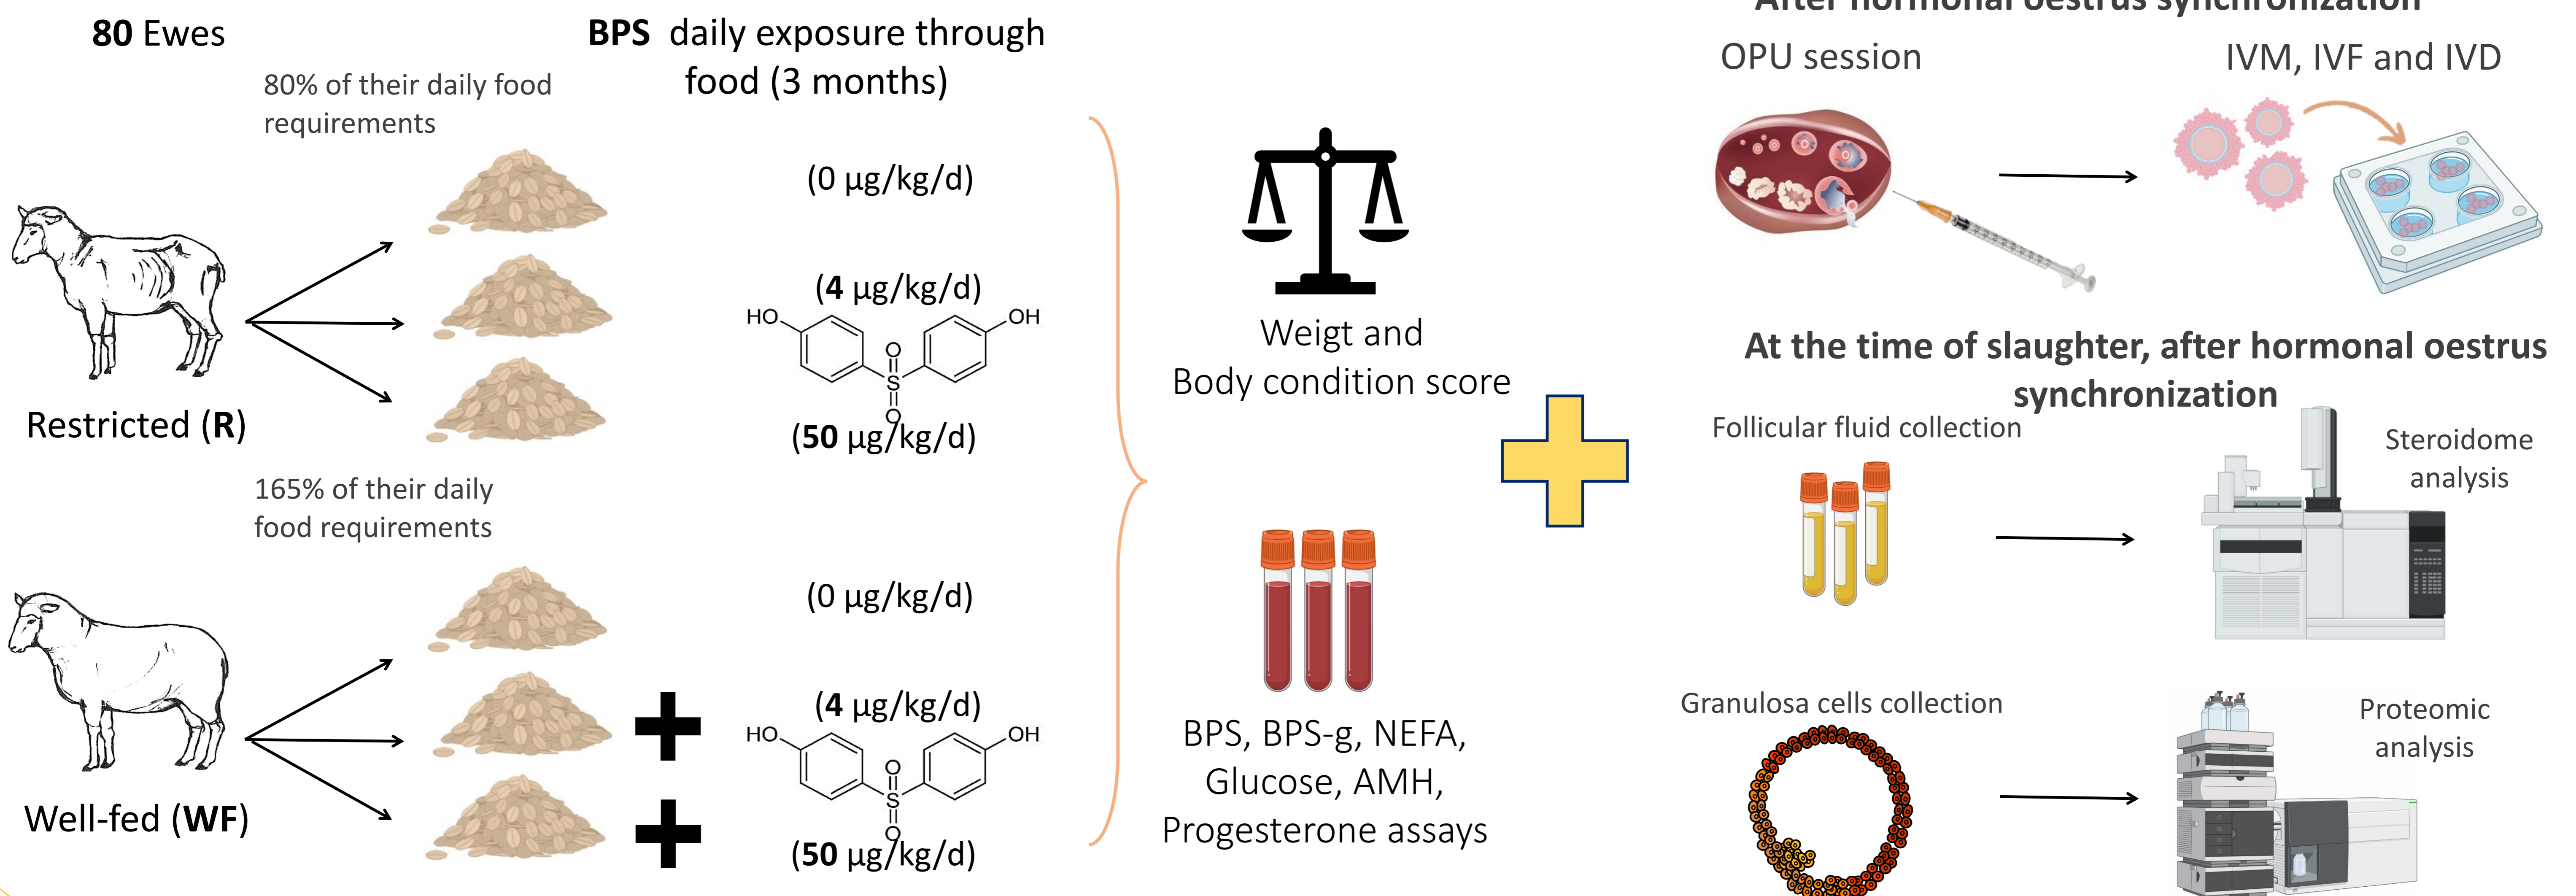 80 Ewes
80% of their daily food
requirements
BPS daily exposure through
food (3 months)
(0 µg/kg/d)
(4 µg/kg/d)
HO
OH
O
S
O
(50 µg/kg/d)
Restricted (R)
165% of their daily
food requirements
(0 µg/kg/d)
(4 µg/kg/d)
HO
OH
O
S
O
(50 µg/kg/d)
Well-fed (WF)
Weigt and
Body condition score
BPS, BPS-g, NEFA,
Glucose, AMH,
Progesterone assays
After hormonal oestrus synchronization
OPU session
IVM, IVF and IVD
At the time of slaughter, after hormonal oestrus
synchronization
Follicular fluid collection
Steroidome
analysis
Granulosa cells collection
Proteomic
analysis